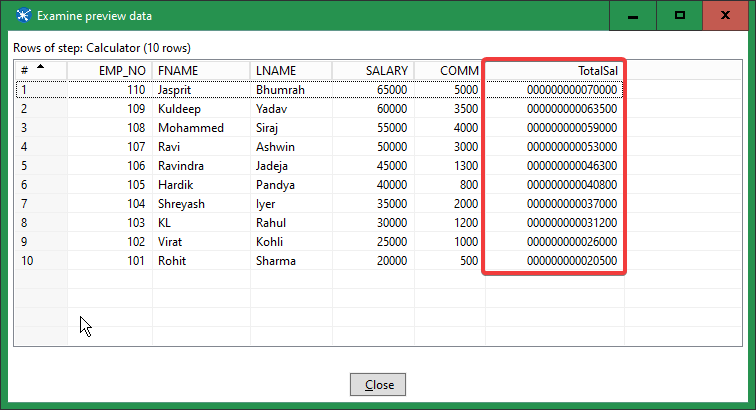 Examine preview data
Rows of step: Calculator (10 rows)
# EMP_NO FNAME LNAME SALARY COMM TotalSal
1 110 Jasprit Bhumrah 65000 5000 000000000070000
2 109 Kuldeep Yadav 60000 3500 000000000063500
3 108 Mohammed Siraj 55000 4000 000000000059000
4 107 Ravi Ashwin 50000 3000 000000000053000
5 106 Ravindra Jadeja 45000 1300 000000000046300
6 105 Hardik Pandya 40000 800 000000000040800
7 104 Shreyash Iyer 35000 2000 000000000037000
8 103 KL Rahul 30000 1200 000000000031200
9 102 Virat Kohli 25000 1000 000000000026000
10 101 Rohit Sharma 20000 500 000000000020500
Close